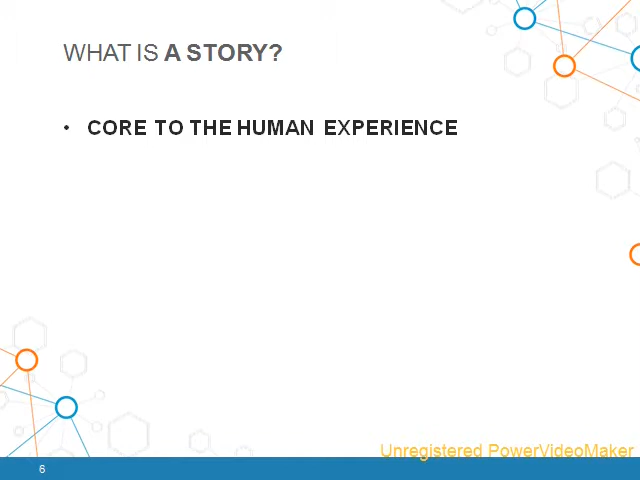 WHAT IS A STORY?
• CORE TO THE HUMAN EXPERIENCE
Unregistered PowerVideoMaker
6